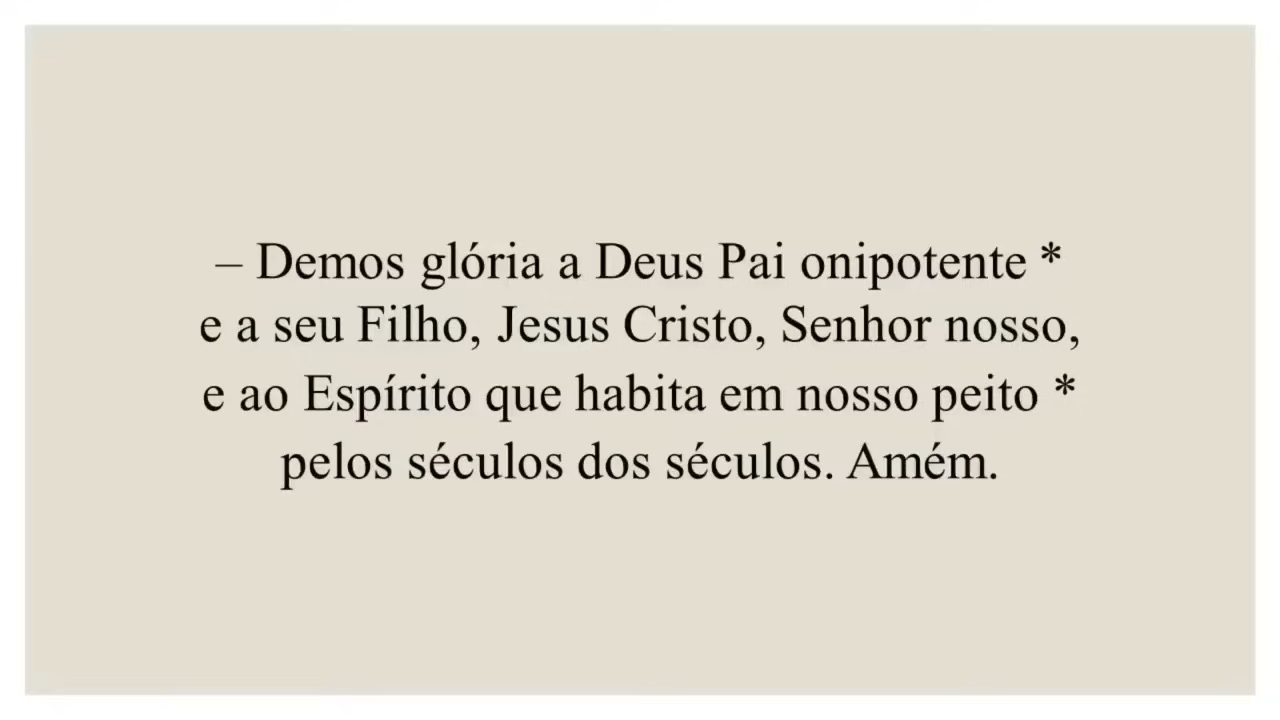 – Demos glória a Deus Pai onipotente *
e a seu Filho, Jesus Cristo, Senhor nosso,
e ao Espírito que habita em nosso peito *
pelos séculos dos séculos. Amém.